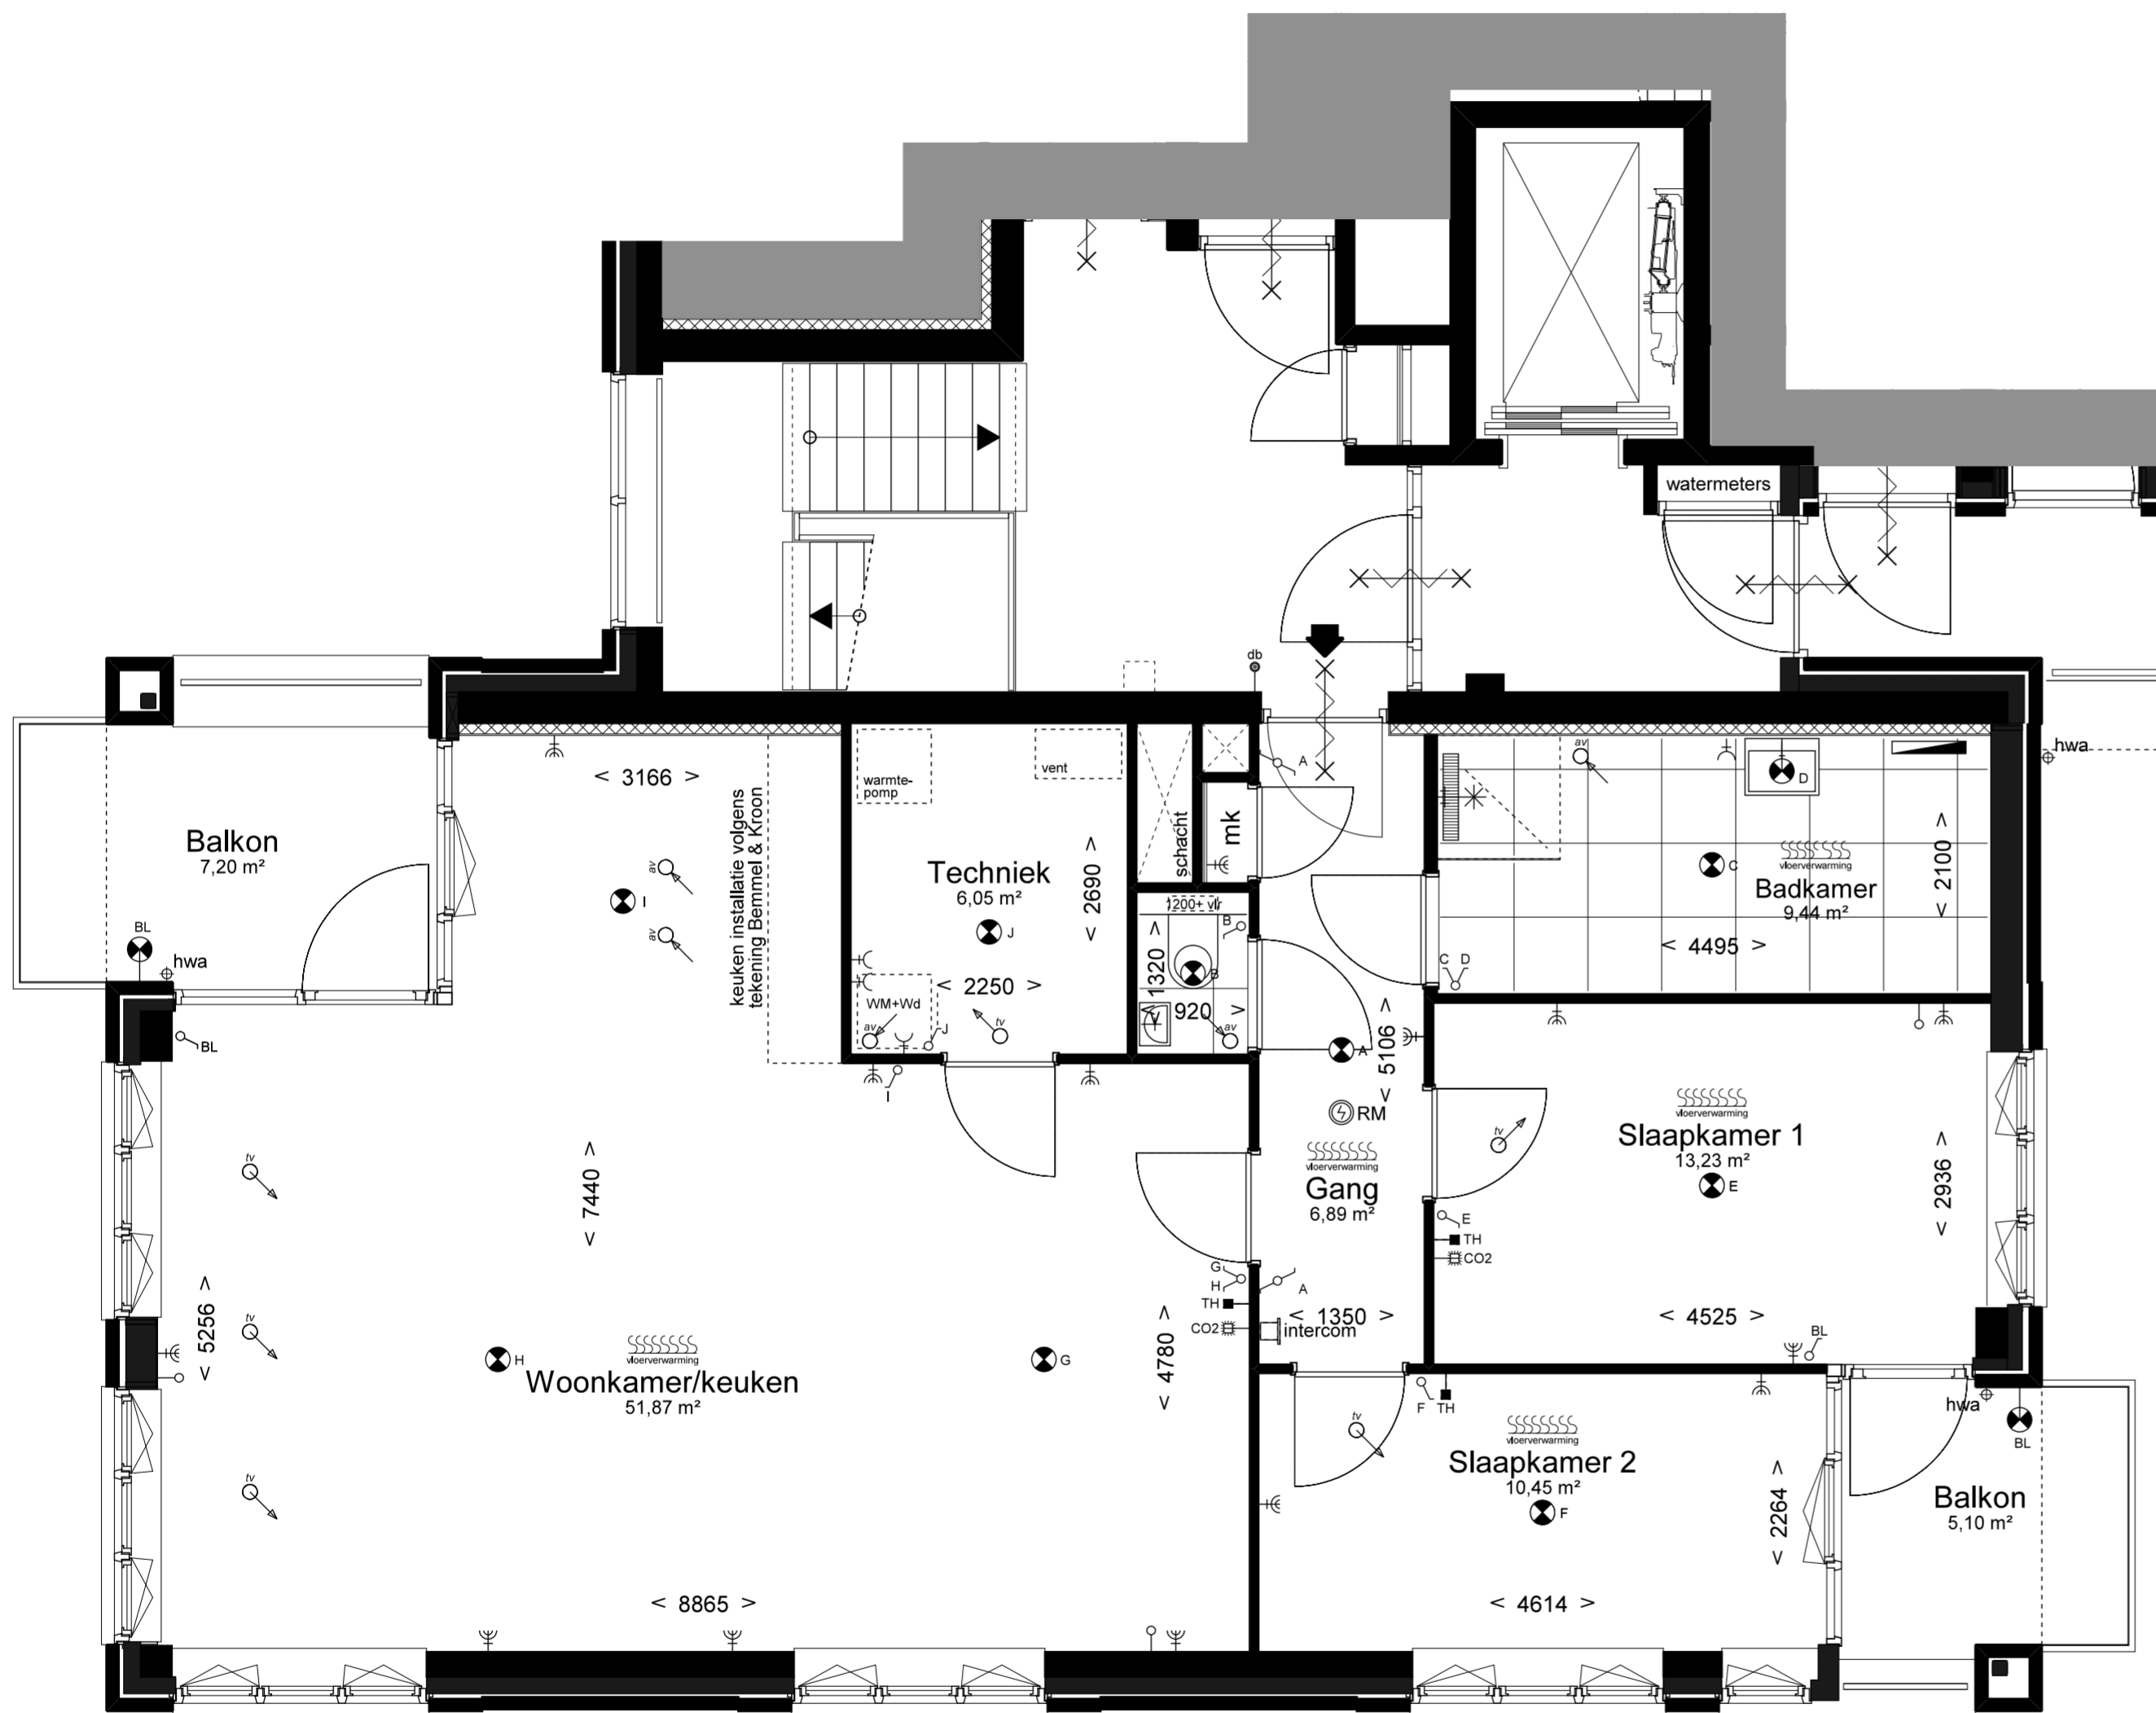 watermeters
db
hwa
< 3166 >
warmte-
pomp
vent
av
A
D
keuken installatie volgens
tekening Bemmel & Kroon
Balkon
7,20 m²
av
I
av
Techniek
6,05 m²
J
< 2690 >
schacht
mk
C
vloerverwarming
Badkamer
9,44 m²
< 2100 >
< 4495 >
1200+ vlr
B
< 1320 >
B
BL
hwa
C D
< 2250 >
WM+Wd
< 920 >
av
J
tv
av
BL
A
< 5106 >
I
RM
vloerverwarming
Slaapkamer 1
13,23 m²
E
tv
< 2936 >
vloerverwarming
Gang
6,89 m²
tv
< 7440 >
E
TH
CO2
G
H
A
TH
CO2
< 1350 >
intercom
< 4525 >
BL
tv
< 5256 >
H
vloerverwarming
Woonkamer/keuken
51,87 m²
G
< 4780 >
F TH
tv
hwa
BL
vloerverwarming
Slaapkamer 2
10,45 m²
F
< 2264 >
Balkon
5,10 m²
tv
< 8865 >
< 4614 >